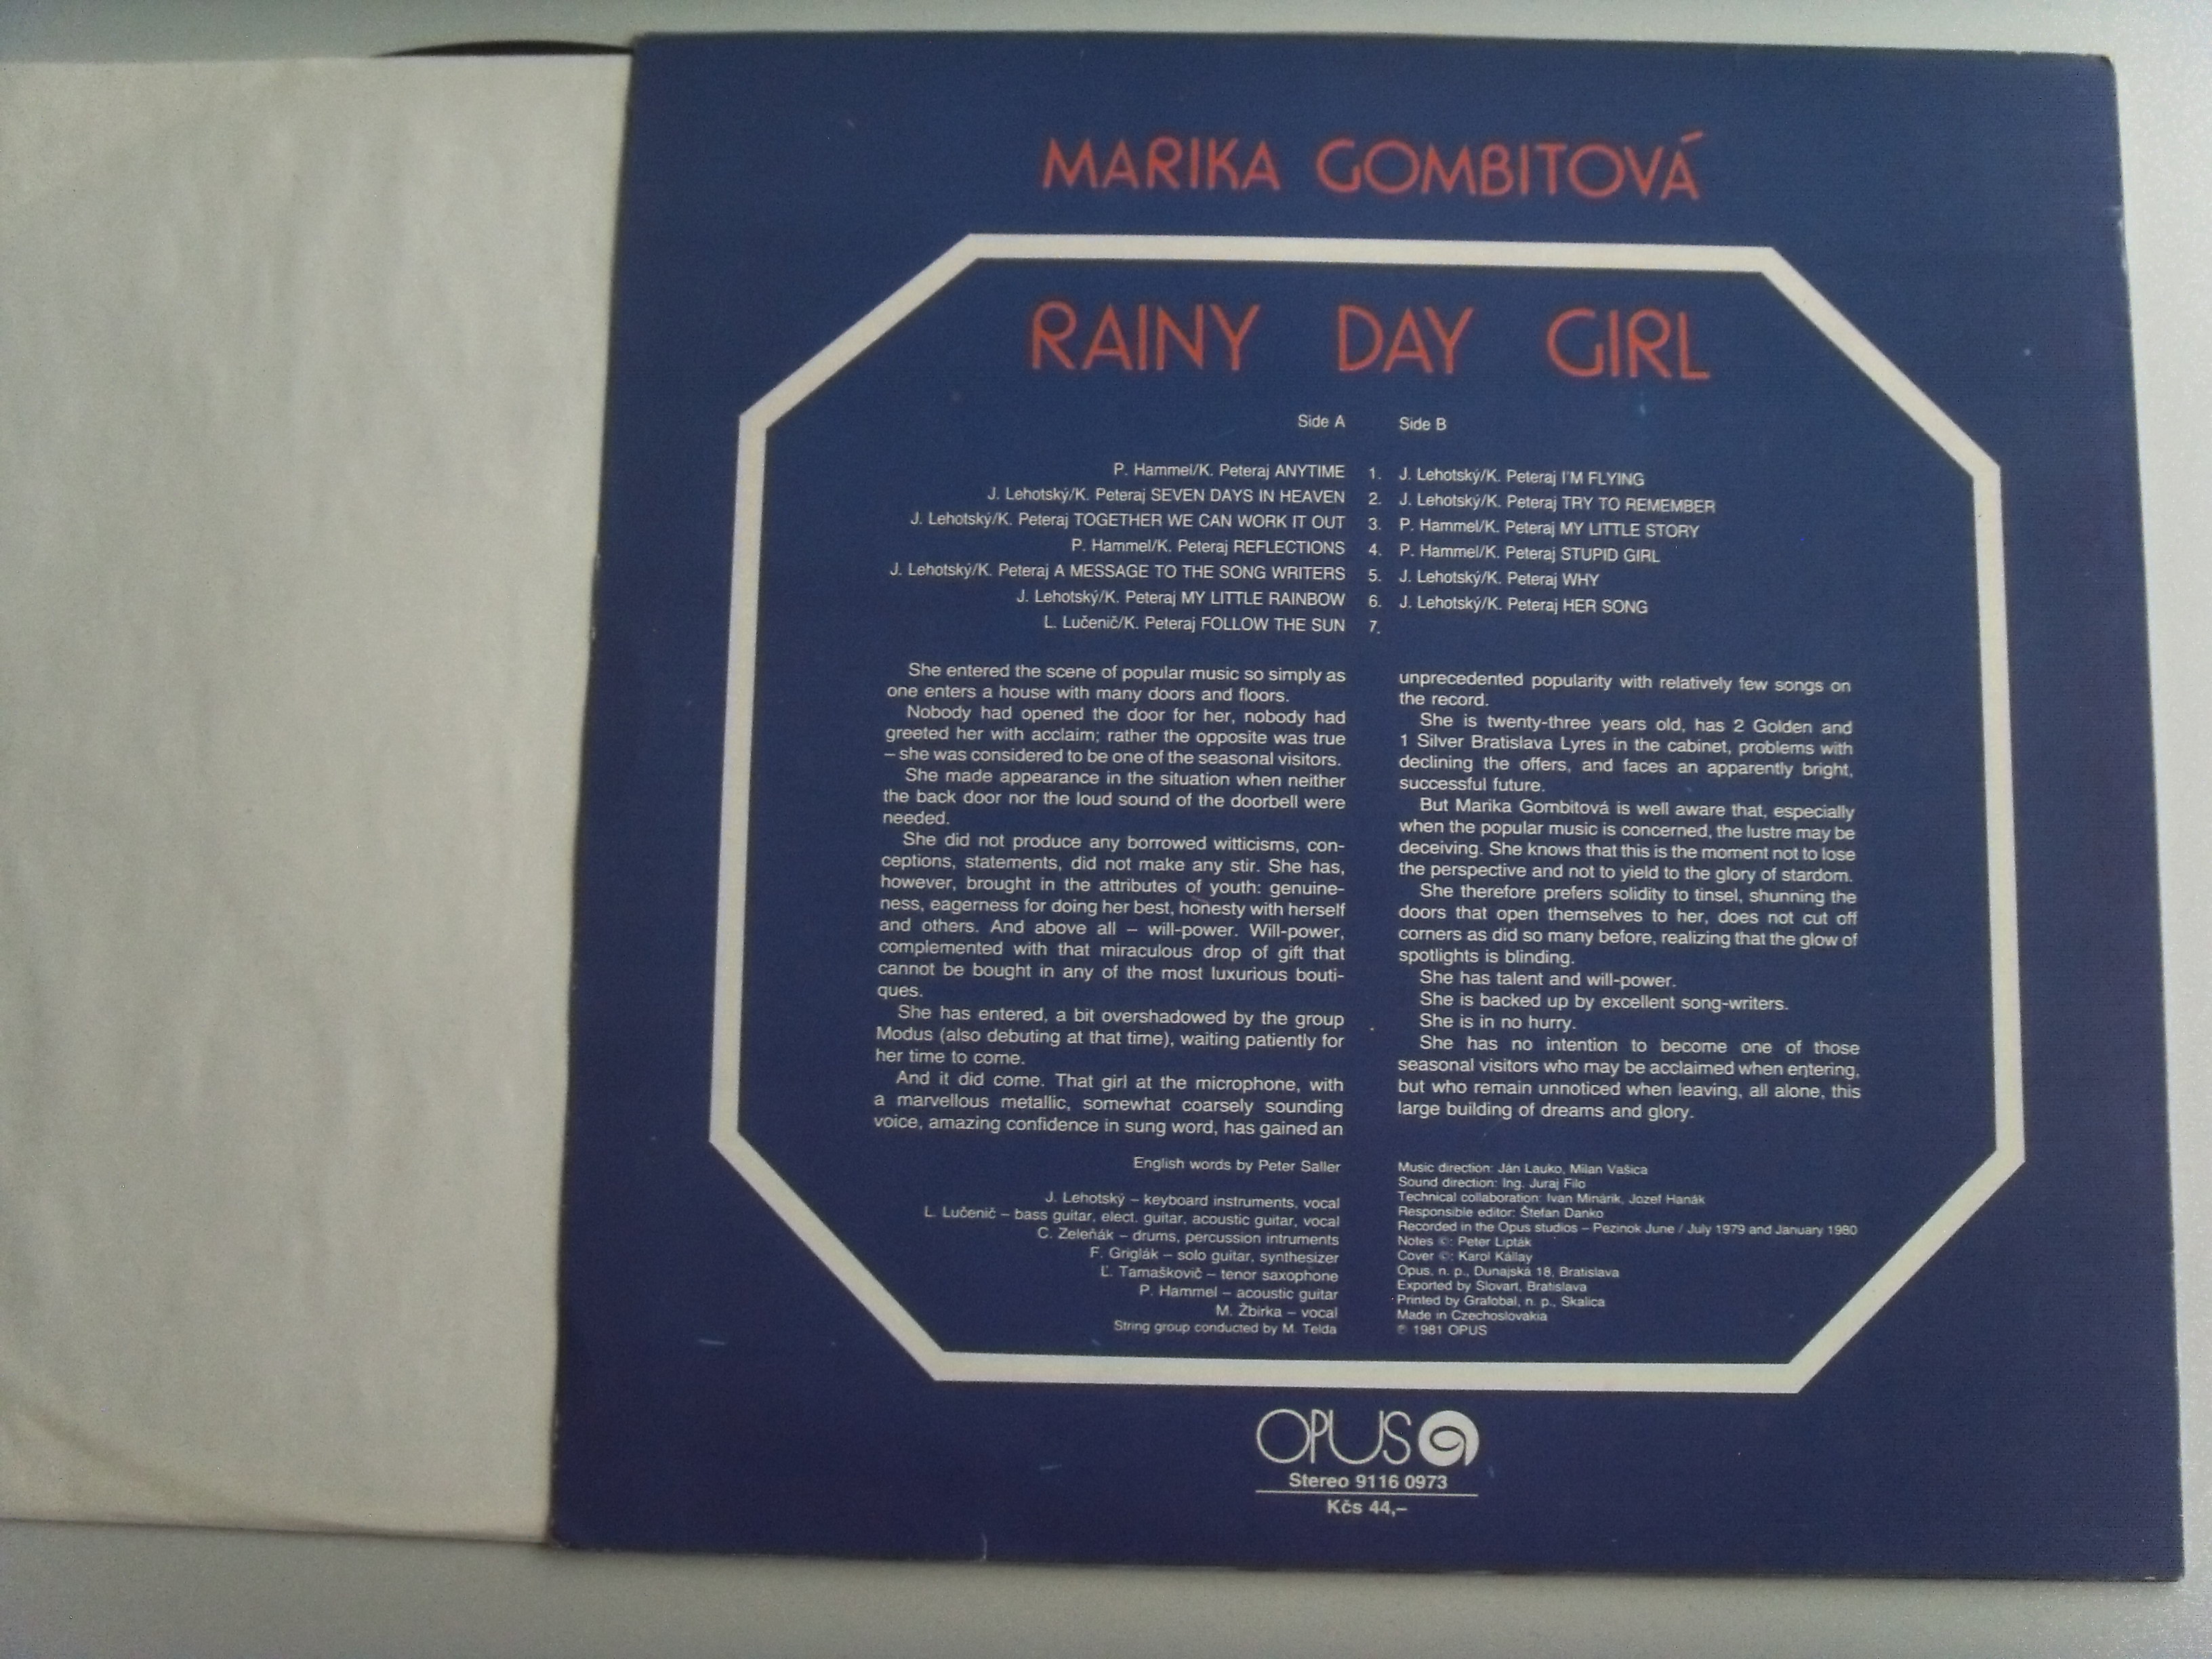 MARIKA GOMBITOVÁ
RAINY DAY GIRL
Side A
P. Hammel/K. Peteraj ANYTIME 1.
J. Lehotský/K. Peteraj SEVEN DAYS IN HEAVEN 2.
J. Lehotský/K. Peteraj TOGETHER WE CAN WORK IT OUT 3.
P. Hammel/K. Peteraj REFLECTIONS 4.
J. Lehotský/K. Peteraj A MESSAGE TO THE SONG WRITERS 5.
J. Lehotský/K. Peteraj MY LITTLE RAINBOW 6.
L. Lučenič/K. Peteraj FOLLOW THE SUN 7.
Side B
J. Lehotský/K. Peteraj I'M FLYING
J. Lehotský/K. Peteraj TRY TO REMEMBER
P. Hammel/K. Peteraj MY LITTLE STORY
P. Hammel/K. Peteraj STUPID GIRL
J. Lehotský/K. Peteraj WHY
J. Lehotský/K. Peteraj HER SONG
She entered the scene of popular music so simply as
one enters a house with many doors and floors.
Nobody had opened the door for her, nobody had
greeted her with acclaim; rather the opposite was true
– she was considered to be one of the seasonal visitors.
She made appearance in the situation when neither
the back door nor the loud sound of the doorbell were
needed.
She did not produce any borrowed witticisms, con-
ceptions, statements, did not make any stir. She has,
however, brought in the attributes of youth: genuine-
ness, eagerness for doing her best, honesty with herself
and others. And above all – will-power. Will-power,
complemented with that miraculous drop of gift that
cannot be bought in any of the most luxurious bouti-
ques.
She has entered, a bit overshadowed by the group
Modus (also debuting at that time), waiting patiently for
her time to come.
And it did come. That girl at the microphone, with
a marvellous metallic, somewhat coarsely sounding
voice, amazing confidence in sung word, has gained an
unprecedented popularity with relatively few songs on
the record.
She is twenty-three years old, has 2 Golden and
1 Silver Bratislava Lyres in the cabinet, problems with
declining the offers, and faces an apparently bright,
successful future.
But Marika Gombitová is well aware that, especially
when the popular music is concerned, the lustre may be
deceiving. She knows that this is the moment not to lose
the perspective and not to yield to the glory of stardom.
She therefore prefers solidity to tinsel, shunning the
doors that open themselves to her, does not cut off
corners as did so many before, realizing that the glow of
spotlights is blinding.
She has talent and will-power.
She is backed up by excellent song-writers.
She is in no hurry.
She has no intention to become one of those
seasonal visitors who may be acclaimed when entering,
but who remain unnoticed when leaving, all alone, this
large building of dreams and glory.
English words by Peter Saller
J. Lehotský – keyboard instruments, vocal
L. Lučenič – bass guitar, elect. guitar, acoustic guitar, vocal
C. Zeleňák – drums, percussion intruments
F. Griglák – solo guitar, synthesizer
Ľ. Tamaškovič – tenor saxophone
P. Hammel – acoustic guitar
M. Žbirka – vocal
String group conducted by M. Telda
Music direction: Ján Lauko, Milan Vašica
Sound direction: Ing. Juraj Filo
Technical collaboration: Ivan Minárik, Jozef Hanák
Responsible editor: Štefan Danko
Recorded in the Opus studios – Pezinok June / July 1979 and January 1980
Notes ©: Peter Lipták
Cover ©: Karol Kállay
Opus, n. p., Dunajská 18, Bratislava
Exported by Slovart, Bratislava
Printed by Grafobal, n. p., Skalica
Made in Czechoslovakia
℗ 1981 OPUS
OPUS
Stereo 9116 0973
Kčs 44,–